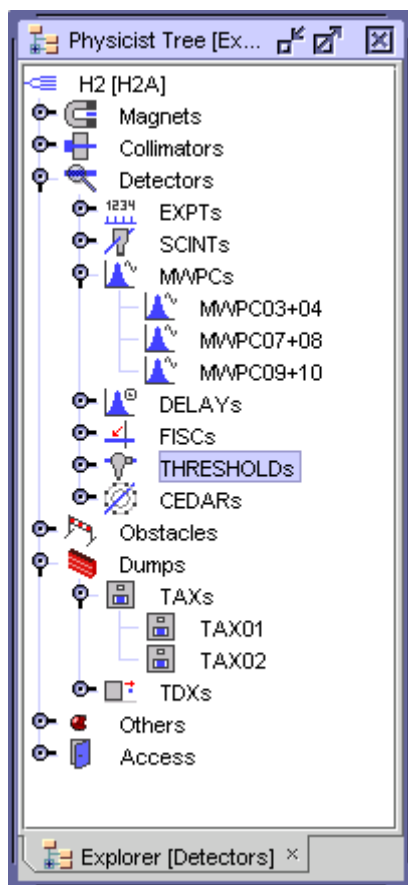 Physicist Tree [Ex...
H2 [H2A]
Magnets
Collimators
Detectors
1234 EXPTs
SCINTs
MWPCs
MWPC03+04
MWPC07+08
MWPC09+10
DELAYs
FISCs
THRESHOLDs
CEDARs
Obstacles
Dumps
TAXs
TAX01
TAX02
TDXs
Others
Access
Explorer [Detectors] ×